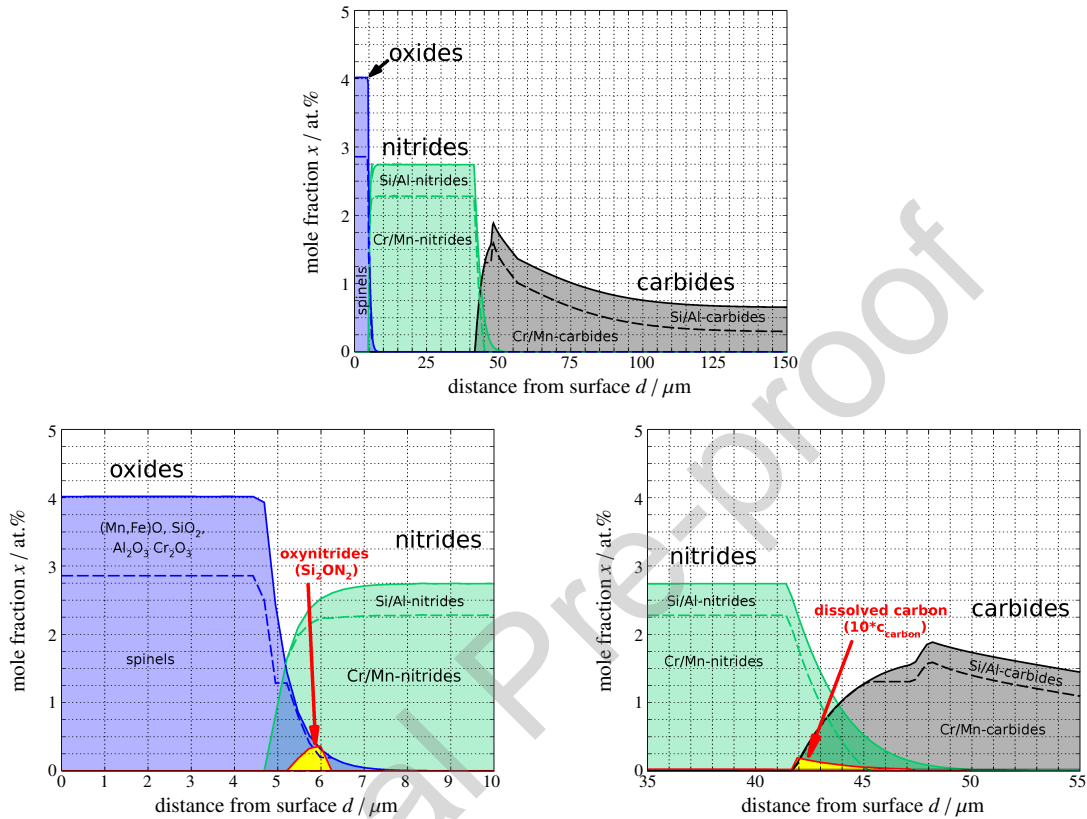 5
4
3
2
1
0
mole fraction x / at.%
oxides
nitrides
Si/Al-nitrides
Cr/Mn-nitrides
spinels
carbides
Si/Al-carbides
Cr/Mn-carbides
0 25 50 75 100 125 150
distance from surface d / μm
5
4
3
2
1
0
mole fraction x / at.%
oxides
(Mn,Fe)O, SiO₂,
Al₂O₃ Cr₂O₃
nitrides
oxynitrides
(Si₂ON₂)
Si/Al-nitrides
spinels
Cr/Mn-nitrides
0 1 2 3 4 5 6 7 8 9 10
distance from surface d / μm
5
4
3
2
1
0
mole fraction x / at.%
nitrides
Si/Al-nitrides
dissolved carbon
(10*c_carbon)
carbides
Cr/Mn-nitrides
Si/Al-carbides
Cr/Mn-carbides
35 40 45 50 55
distance from surface d / μm
al Pre-proof